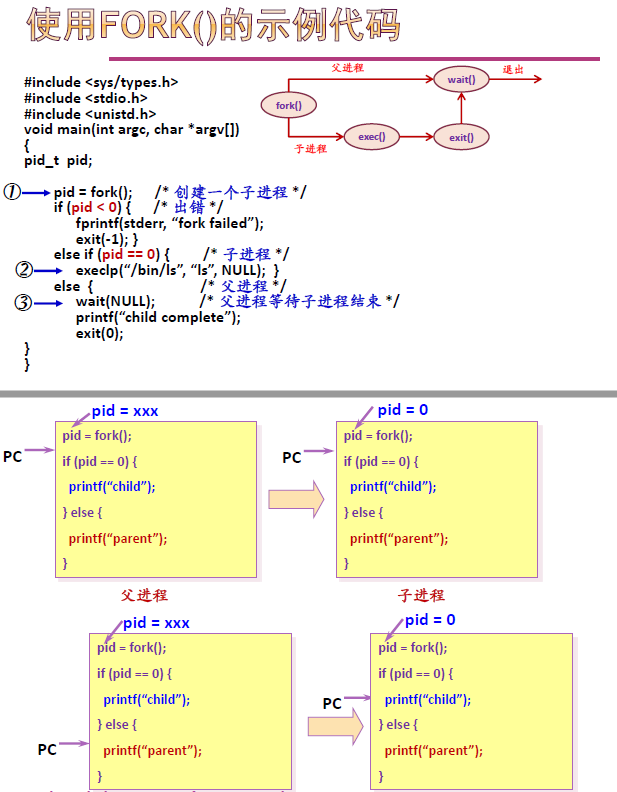 使用FORK()的示例代码
#include <sys/types.h>
#include <stdio.h>
#include <unistd.h>
void main(int argc, char *argv[])
{
pid_t  pid;
① pid = fork();     /* 创建一个子进程 */
if (pid < 0) {     /* 出错 */
fprintf(stderr, “fork failed”);
exit(-1); }
else if (pid == 0) {     /* 子进程 */
② execlp(“/bin/ls”, “ls”, NULL);  }
else  {     /* 父进程 */
③ wait(NULL);     /* 父进程等待子进程结束 */
printf(“child complete”);
exit(0);
}
}
父进程
退出
wait()
fork()
exec()
exit()
子进程
pid = xxx
PC
pid = fork();
if (pid == 0) {
printf(“child”);
} else {
printf(“parent”);
}
父进程
pid = 0
PC
pid = fork();
if (pid == 0) {
printf(“child”);
} else {
printf(“parent”);
}
子进程
pid = xxx
pid = fork();
if (pid == 0) {
printf(“child”);
} else {
PC
printf(“parent”);
}
pid = 0
pid = fork();
if (pid == 0) {
PC
printf(“child”);
} else {
printf(“parent”);
}